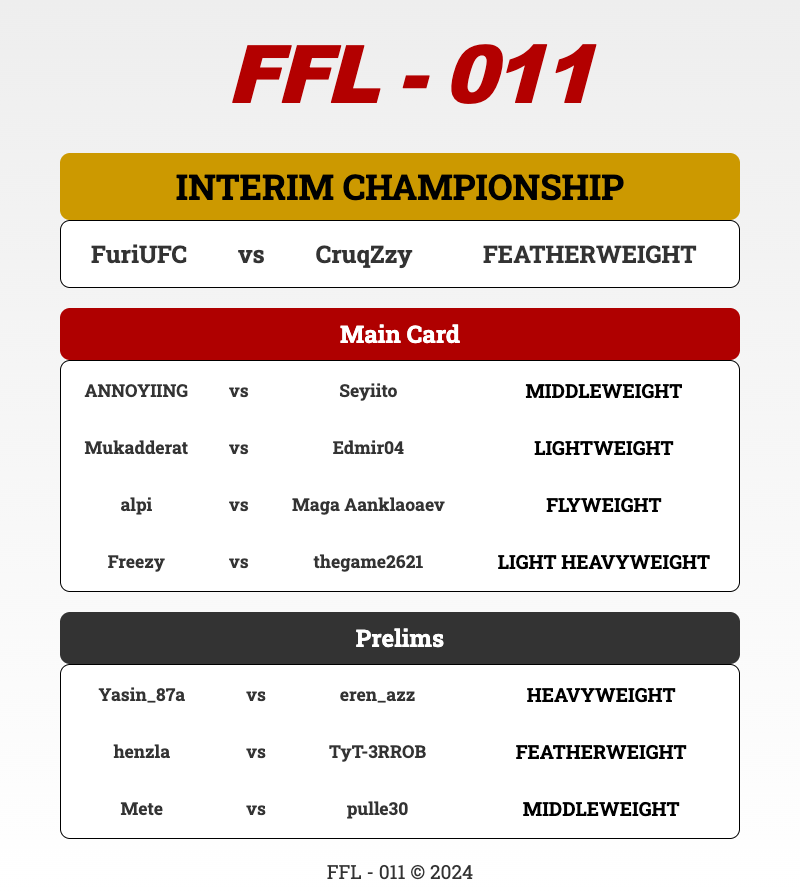 FFL - 011
INTERIM CHAMPIONSHIP
FuriUFC vs CruqZzy FEATHERWEIGHT
Main Card
ANNOYIING vs Seyiito MIDDLEWEIGHT
Mukadderat vs Edmir04 LIGHTWEIGHT
alpi vs Maga Aanklaoaev FLYWEIGHT
Freezy vs thegame2621 LIGHT HEAVYWEIGHT
Prelims
Yasin_87a vs eren_azz HEAVYWEIGHT
henzla vs TyT-3RROB FEATHERWEIGHT
Mete vs pulle30 MIDDLEWEIGHT
FFL - 011 © 2024